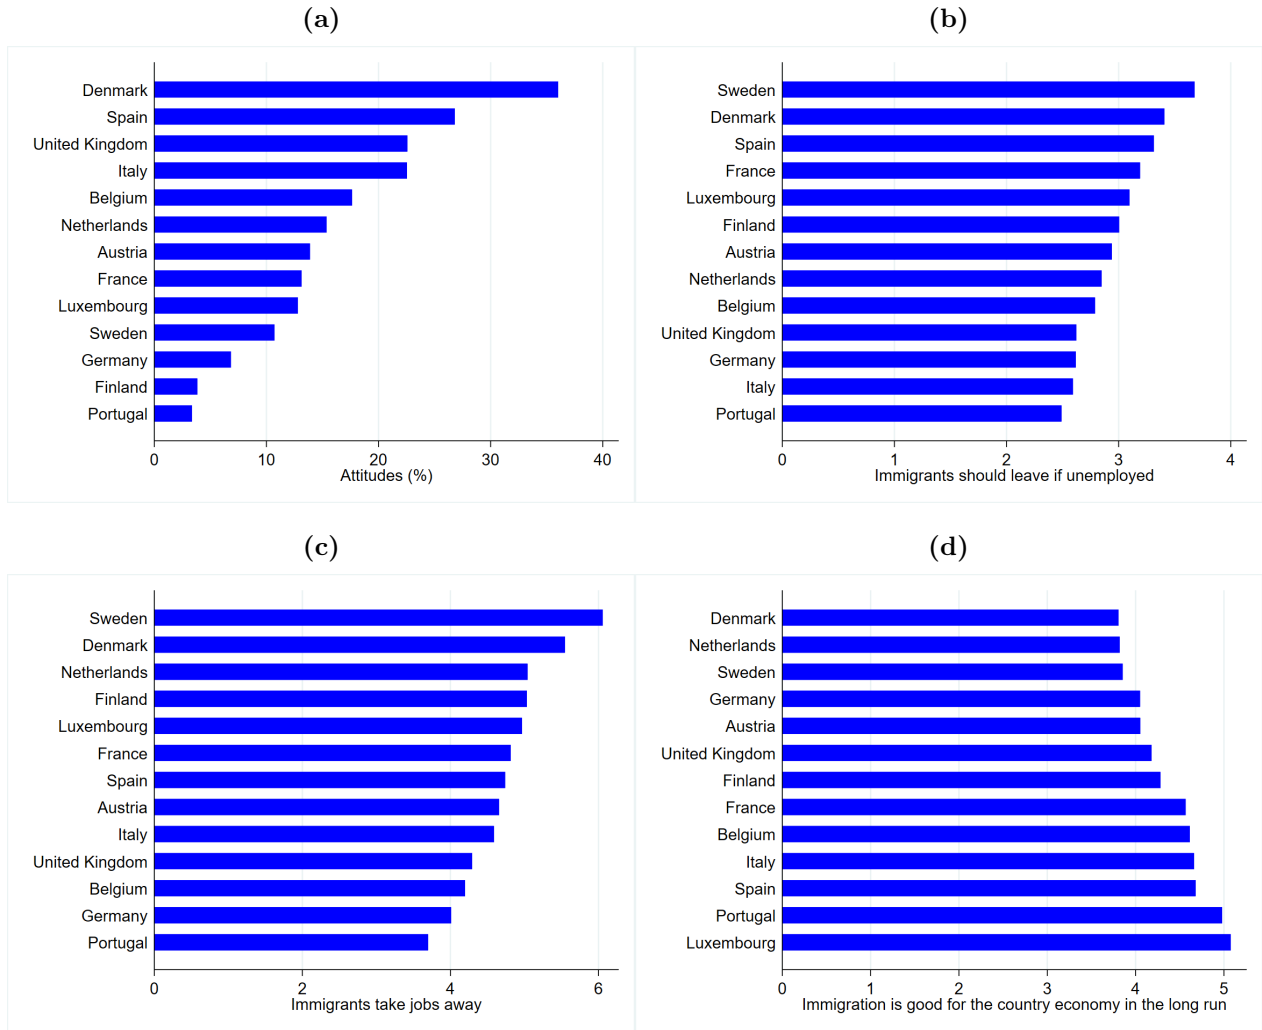 (a)
Denmark
Spain
United Kingdom
Italy
Belgium
Netherlands
Austria
France
Luxembourg
Sweden
Germany
Finland
Portugal
0 10 20 30 40
Attitudes (%)
(b)
Sweden
Denmark
Spain
France
Luxembourg
Finland
Austria
Netherlands
Belgium
United Kingdom
Germany
Italy
Portugal
0 1 2 3 4
Immigrants should leave if unemployed
(c)
Sweden
Denmark
Netherlands
Finland
Luxembourg
France
Spain
Austria
Italy
United Kingdom
Belgium
Germany
Portugal
0 2 4 6
Immigrants take jobs away
(d)
Denmark
Netherlands
Sweden
Germany
Austria
United Kingdom
Finland
France
Belgium
Italy
Spain
Portugal
Luxembourg
0 1 2 3 4 5
Immigration is good for the country economy in the long run